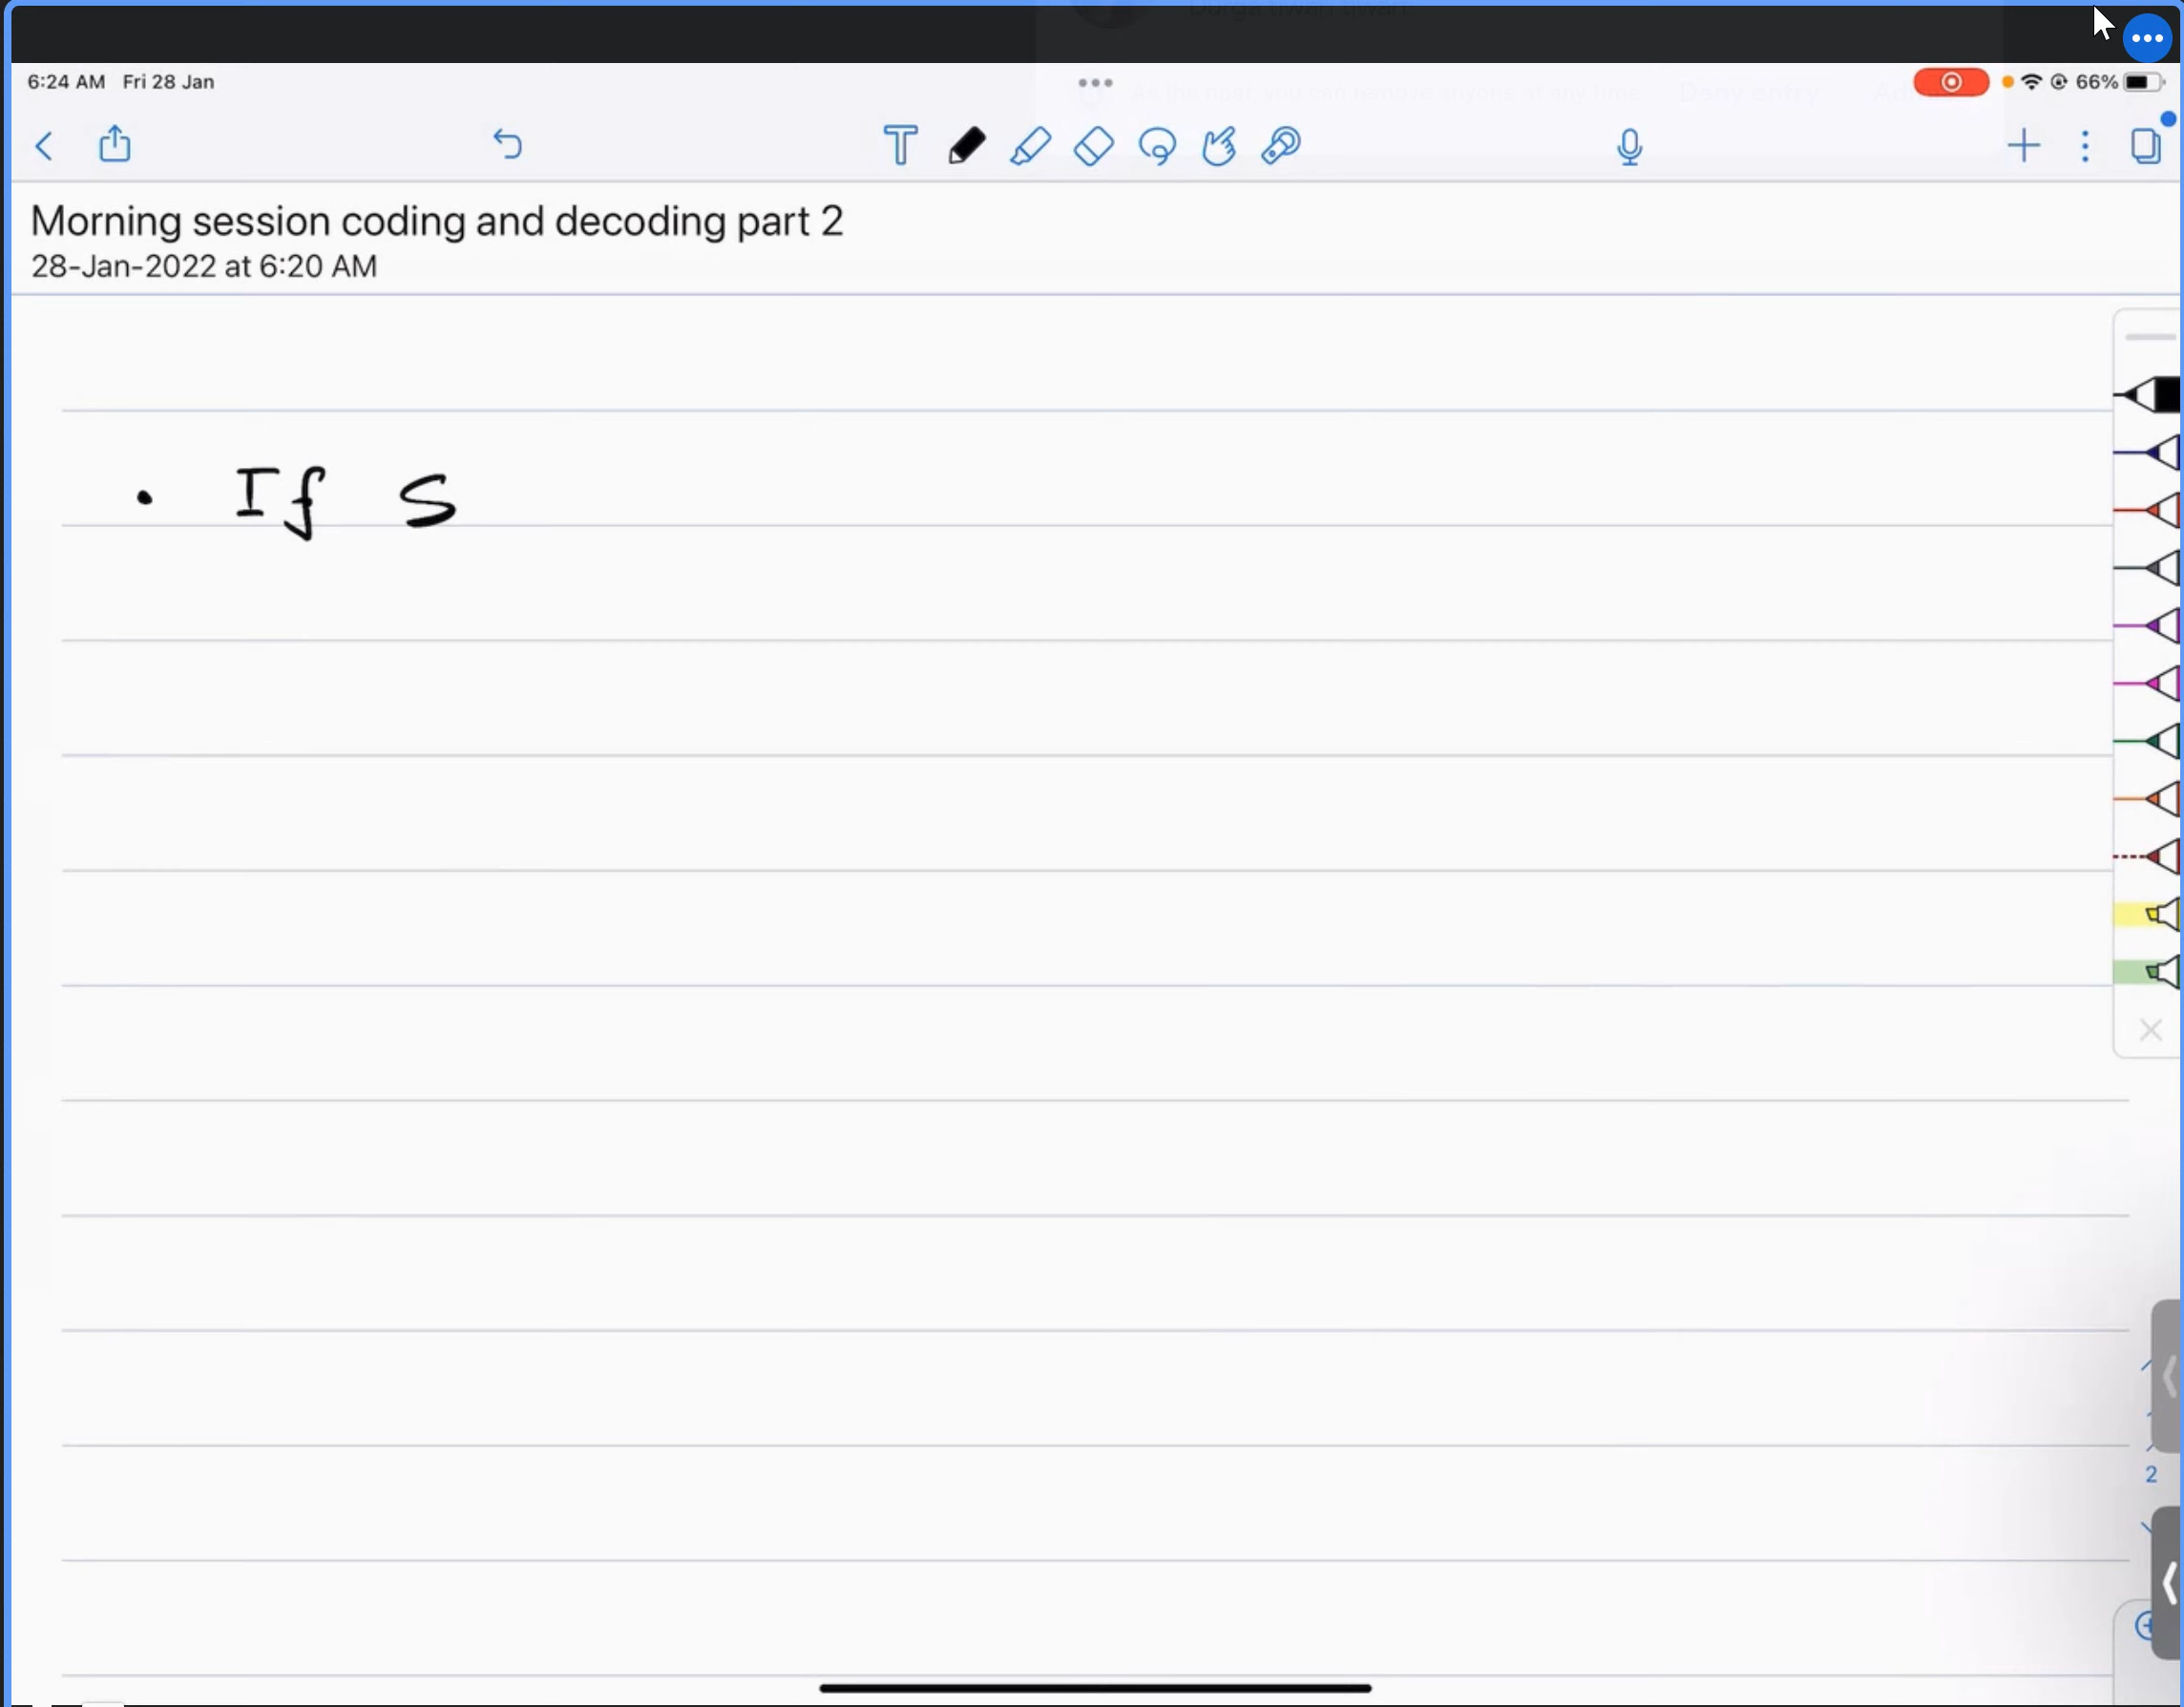 6:24 AM Fri 28 Jan
66%
Morning session coding and decoding part 2
28-Jan-2022 at 6:20 AM
• If S
2